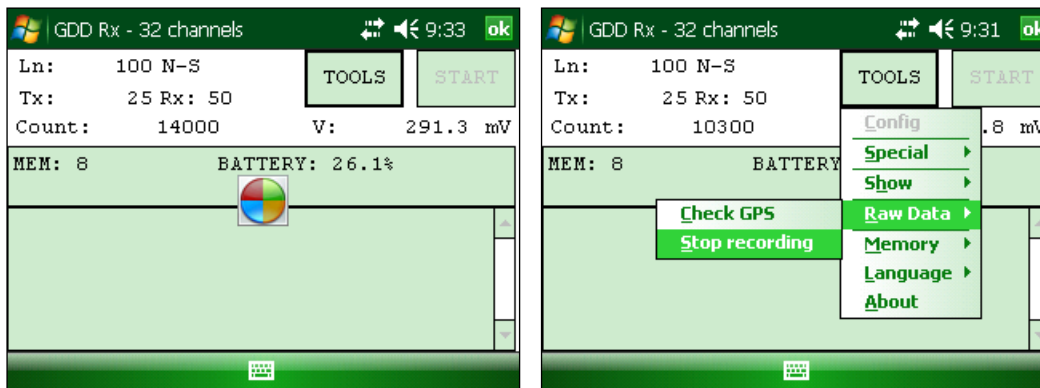 GDD Rx - 32 channels 9:33 ok
Ln: 100 N-S TOOLS START
Tx: 25 Rx: 50
Count: 14000 V: 291.3 mV
MEM: 8 BATTERY: 26.1%
GDD Rx - 32 channels 9:31 ok
Ln: 100 N-S TOOLS START
Tx: 25 Rx: 50
Count: 10300 .8 mV
MEM: 8 BATTERY
Config
Special
Show
Raw Data
Memory
Language
About
Check GPS
Stop recording